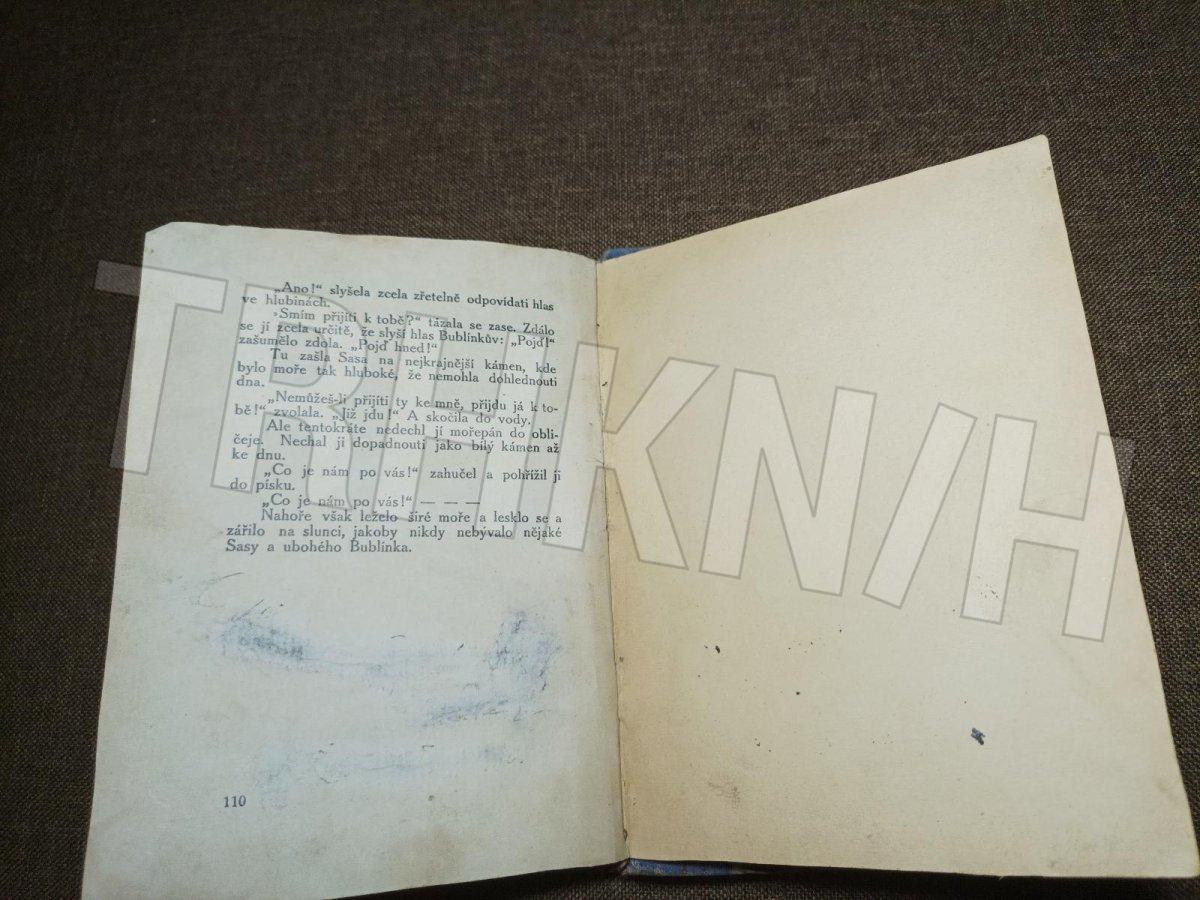 „Ano!“ slyšela zcela zřetelně odpovídati hlas
ve hlubinách.
„Smím přijíti k tobě?“ tázala se zase. Zdálo
se jí zcela určitě, že slyší hlas Bublínkův: „Pojď!“
zašumělo zdola. „Pojď hned!“
Tu zašla Sasa na nejkrajnější kámen, kde
bylo moře tak hluboké, že nemohla dohlednouti
dna.
„Nemůžeš-li přijíti ty ke mně, přijdu já k to-
bě!“ zvolala. „Již jdu!“ A skočila do vody.
Ale tentokráte nedechl jí mořepán do obli-
čeje. Nechal ji dopadnouti jako bílý kámen až
ke dnu.
„Co je nám po vás!“ zahučel a pohřížil ji
do písku.
„Co je nám po vás!“ — — —
Nahoře však leželo širé moře a lesklo se a
zářilo na slunci, jakoby nikdy nebývalo nějaké
Sasy a ubohého Bublínka.
110
TRHKNIH